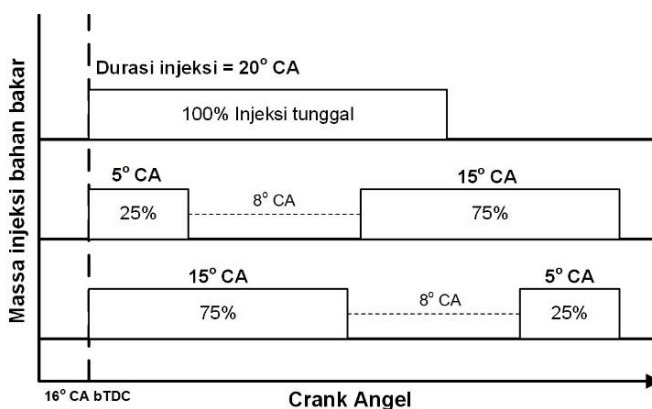 Massa injeksi bahan bakar
Durasi injeksi = 20° CA
100% Injeksi tunggal
5° CA
15° CA
25%
8° CA
75%
15° CA
5° CA
75%
8° CA
25%
16° CA bTDC
Crank Angel